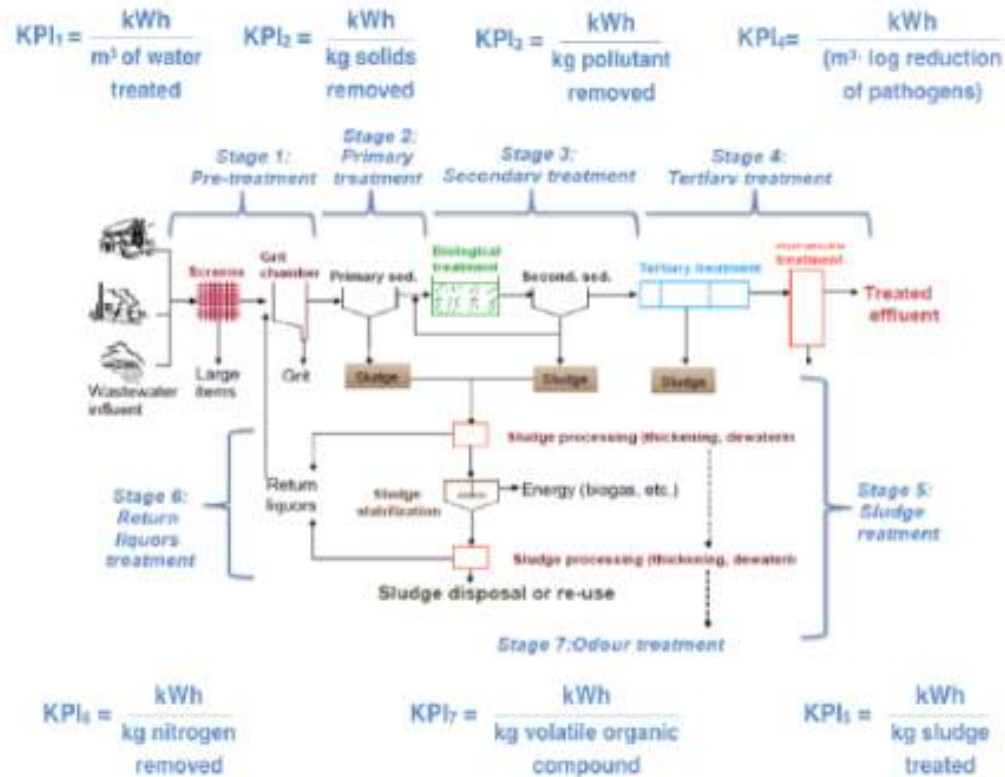 KPI₁ = kWh
m³ of water
treated
KPI₂ = kWh
kg solids
removed
KPI₃ = kWh
kg pollutant
removed
KPI₄= kWh
(m³· log reduction
of pathogens)
Stage 1:
Pre-treatment
Stage 2:
Primary
treatment
Stage 3:
Secondary treatment
Stage 4:
Tertiary treatment
Screens
Grit
chamber
Primary sed.
Biological
treatment
Second. sed.
Tertiary treatment
treatment
Treated
effluent
Wastewater
influent
Large
items
Grit
Sludge
Sludge
Sludge
Sludge processing (thickening, dewaterin
Stage 6:
Return
liquors
treatment
Return
liquors
Sludge
stabilization
Energy (biogas, etc.)
Stage 5:
Sludge
reatment
Sludge processing (thickening, dewaterin
Sludge disposal or re-use
Stage 7:Odour treatment
KPI₆ = kWh
kg nitrogen
removed
KPI₇ = kWh
kg volatile organic
compound
KPI₅ = kWh
kg sludge
treated